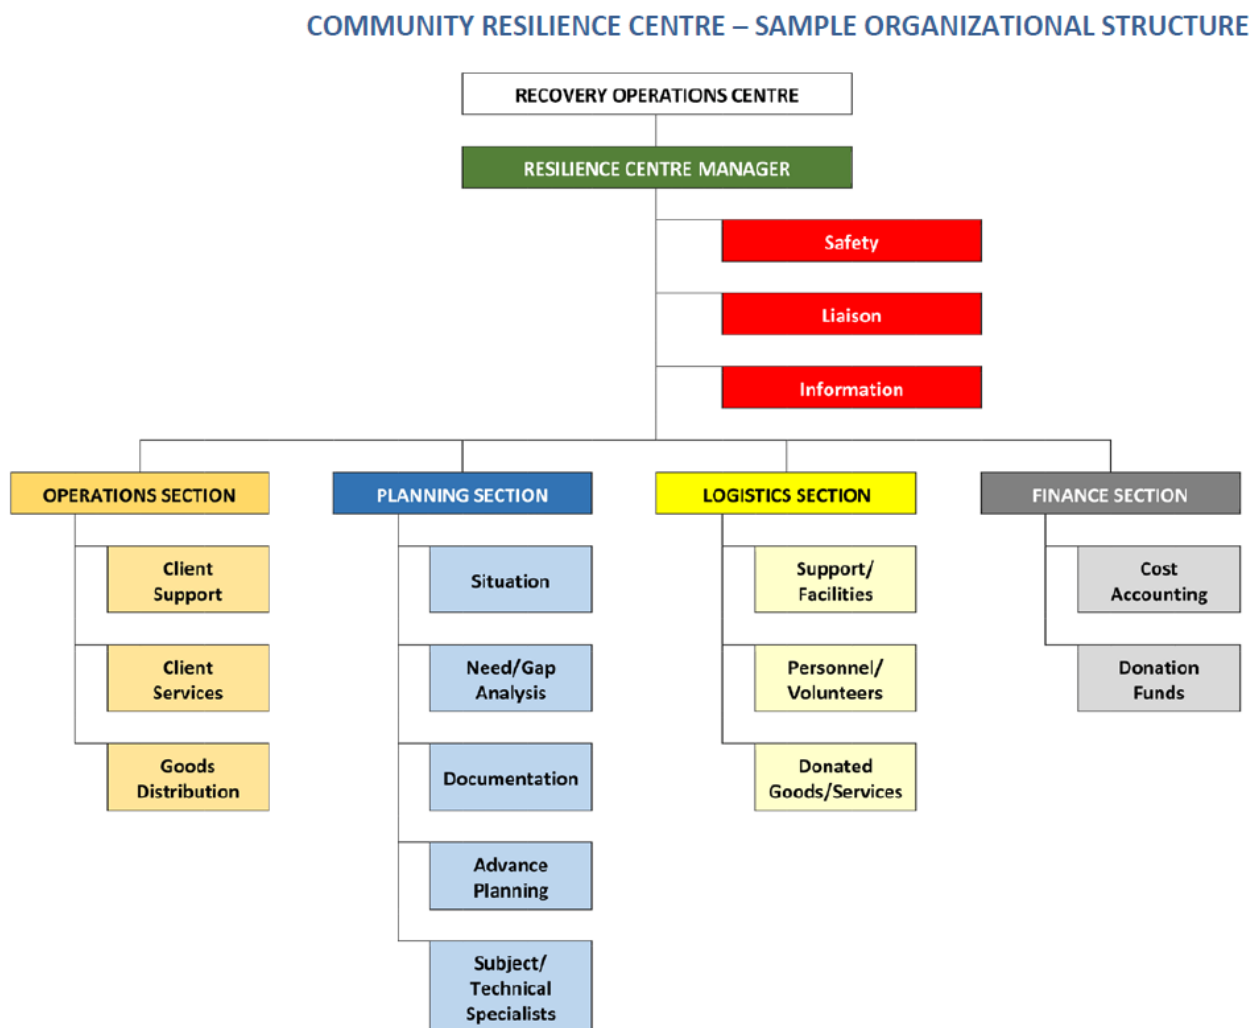 COMMUNITY RESILIENCE CENTRE – SAMPLE ORGANIZATIONAL STRUCTURE
RECOVERY OPERATIONS CENTRE
RESILIENCE CENTRE MANAGER
Safety
Liaison
Information
OPERATIONS SECTION
Client
Support
Client
Services
Goods
Distribution
PLANNING SECTION
Situation
Need/Gap
Analysis
Documentation
Advance
Planning
Subject/
Technical
Specialists
LOGISTICS SECTION
Support/
Facilities
Personnel/
Volunteers
Donated
Goods/Services
FINANCE SECTION
Cost
Accounting
Donation
Funds